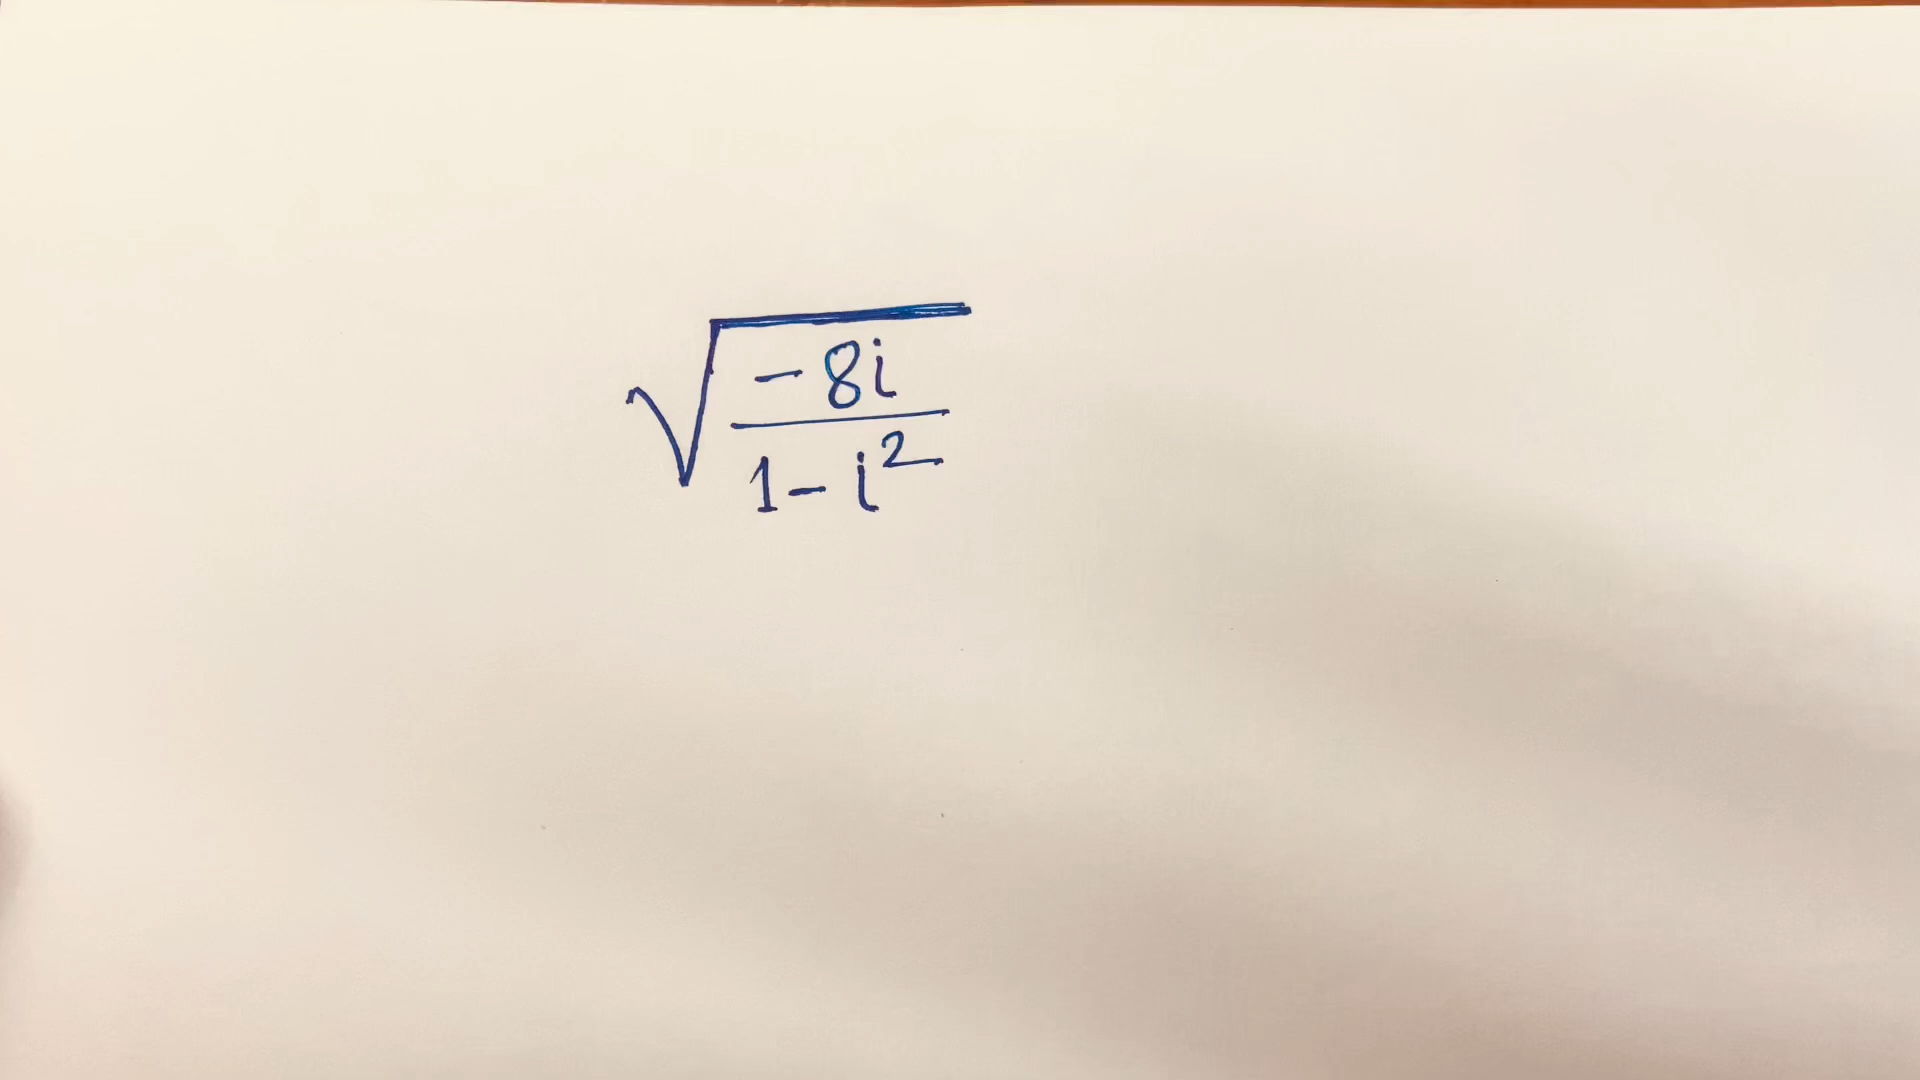 √(-8i / 1-i²)